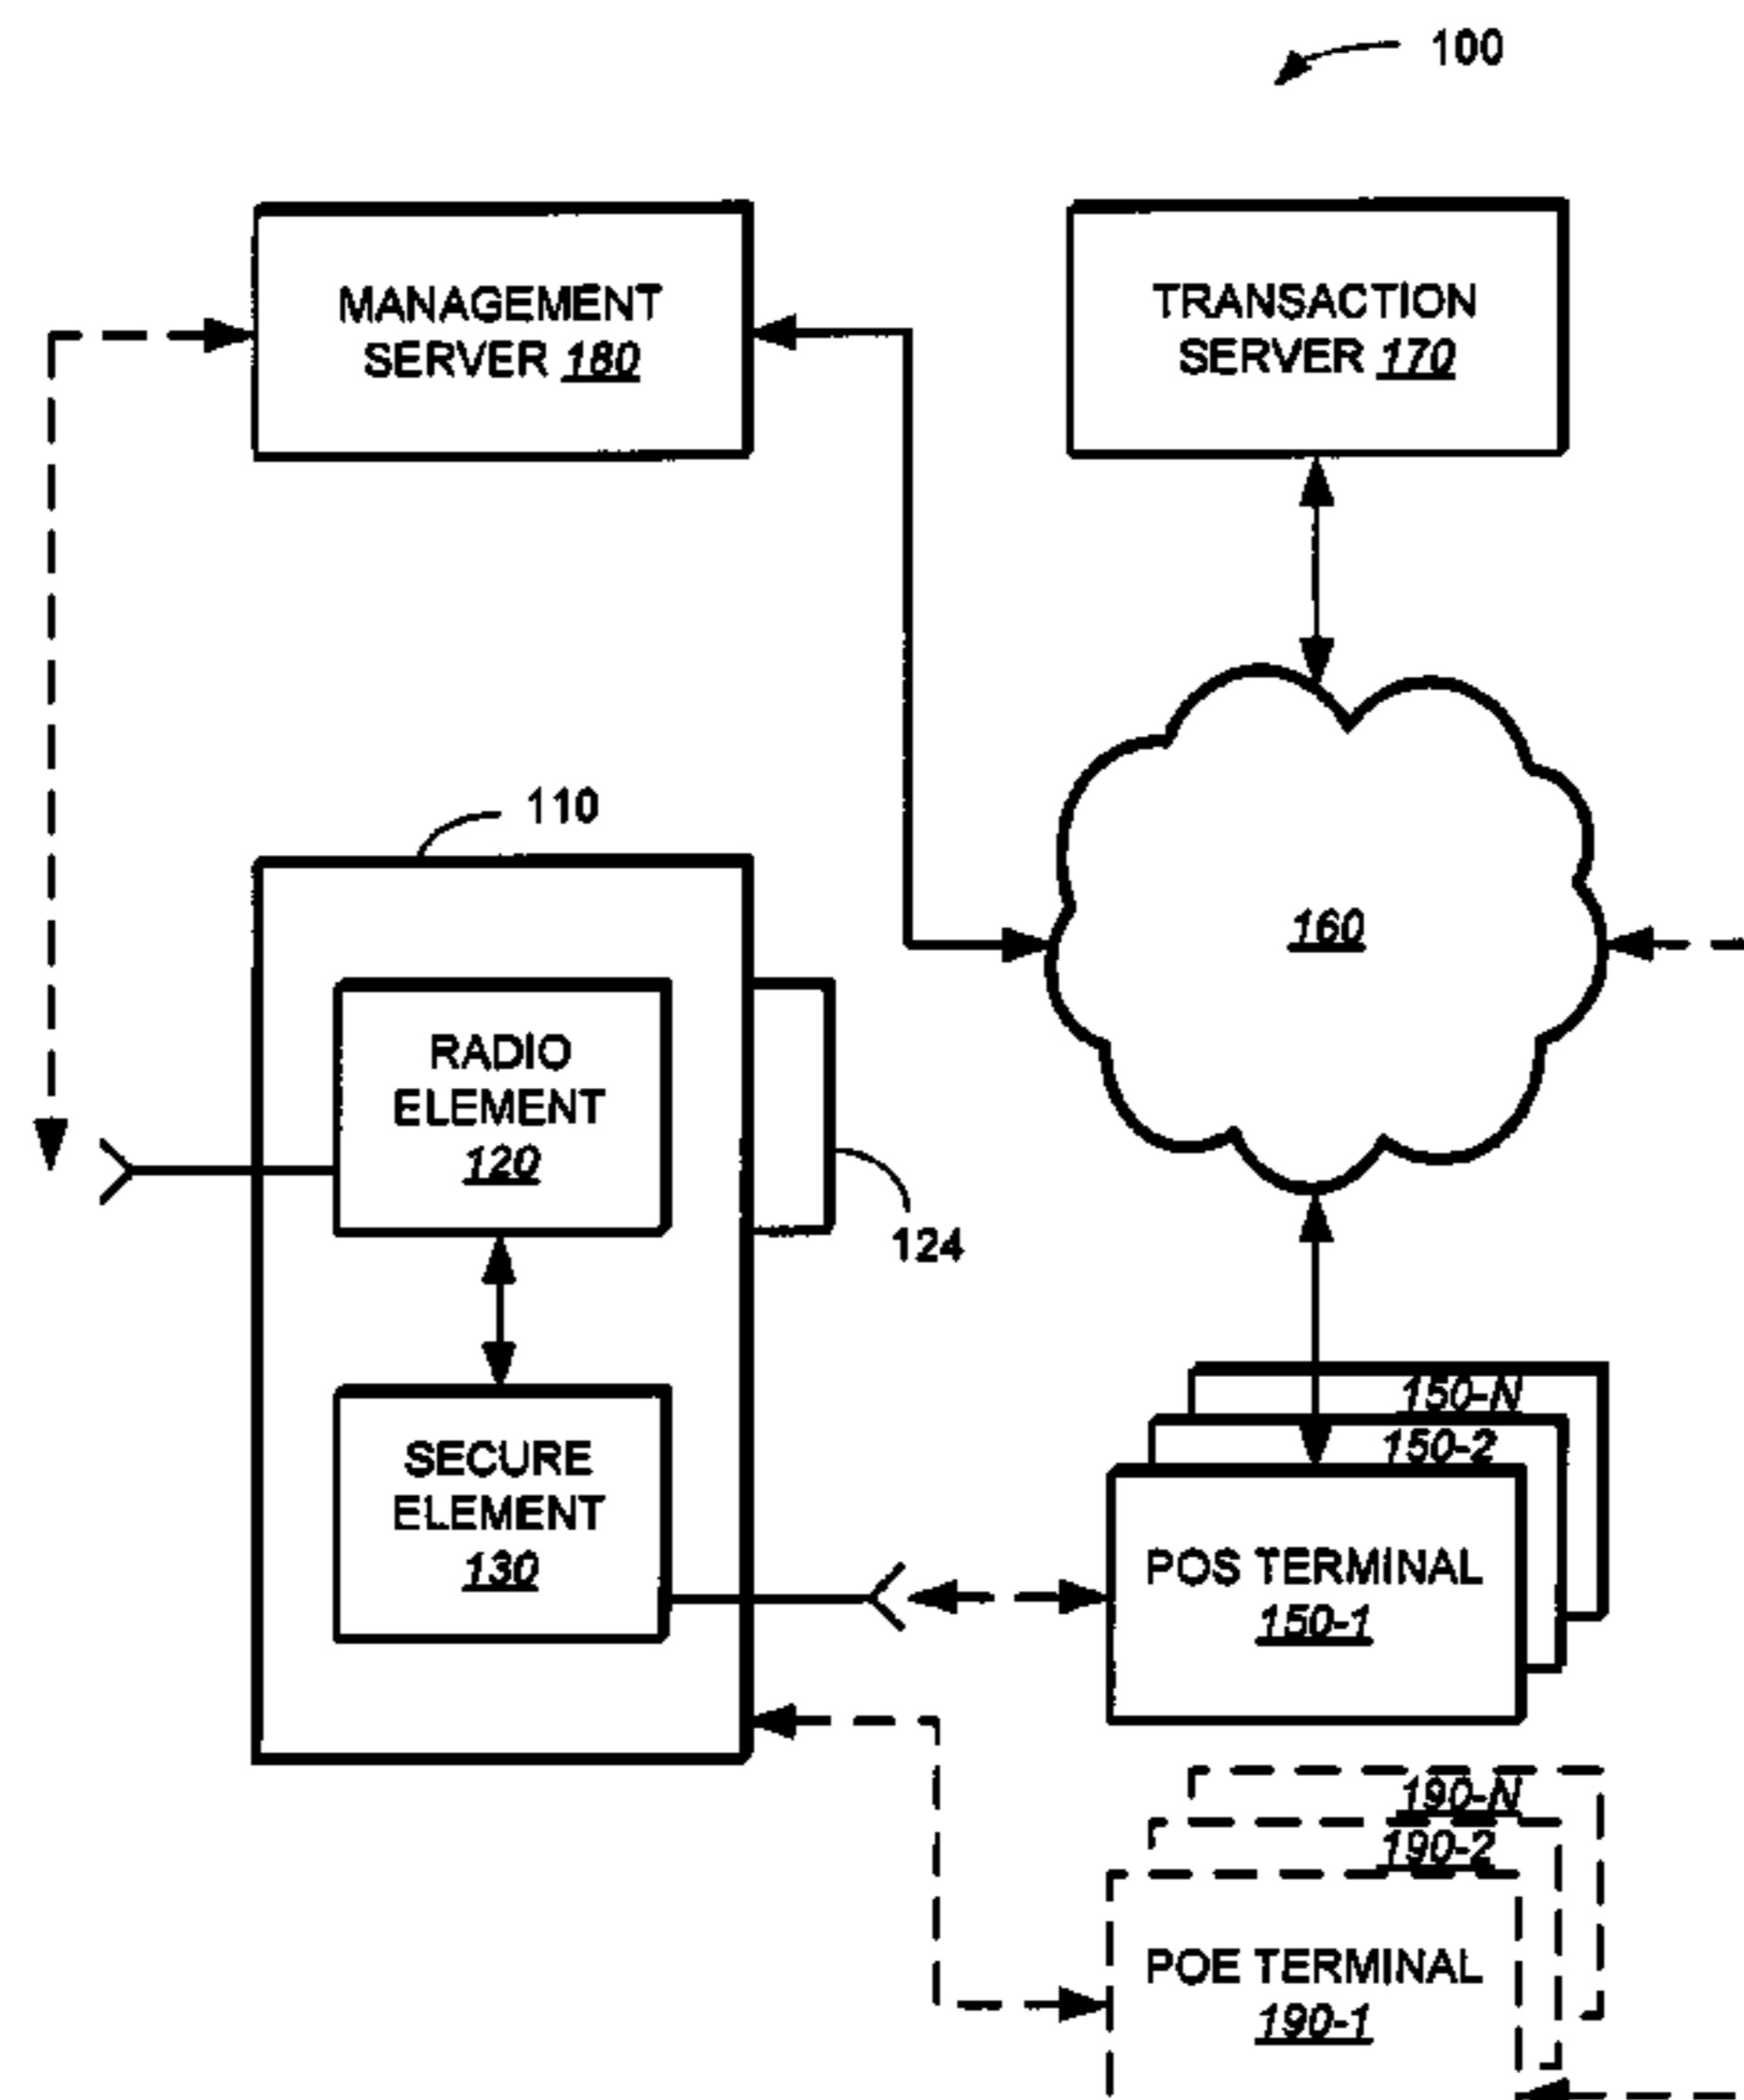 100
MANAGEMENT
SERVER 180
TRANSACTION
SERVER 170
110
160
RADIO
ELEMENT
120
124
SECURE
ELEMENT
130
150-N
150-2
POS TERMINAL
150-1
190-N
190-2
POE TERMINAL
190-1